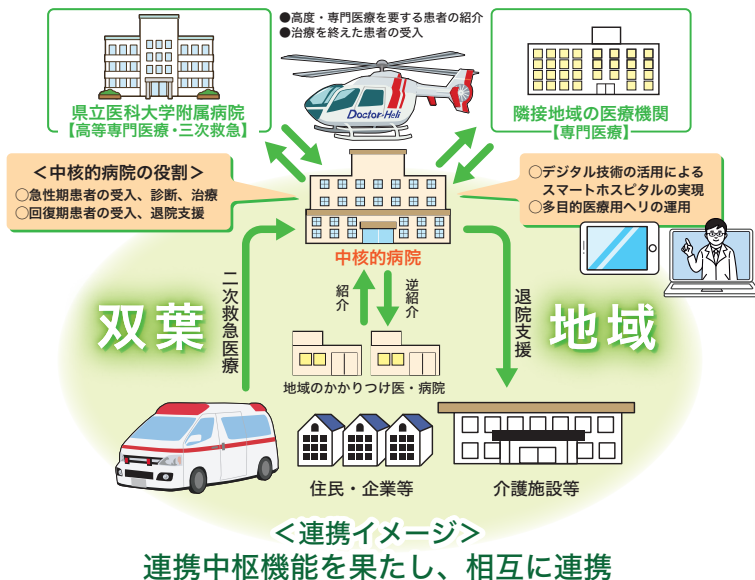 ●高度・専門医療を要する患者の紹介
●治療を終えた患者の受入
県立医科大学附属病院
【高等専門医療・三次救急】
Doctor-Heli
隣接地域の医療機関
【専門医療】
＜中核的病院の役割＞
○急性期患者の受入、診断、治療
○回復期患者の受入、退院支援
○デジタル技術の活用による
スマートホスピタルの実現
○多目的医療用ヘリの運用
中核的病院
双葉
地域
二次救急医療
紹介
逆紹介
退院支援
地域のかかりつけ医・病院
住民・企業等
介護施設等
＜連携イメージ＞
連携中枢機能を果たし、相互に連携